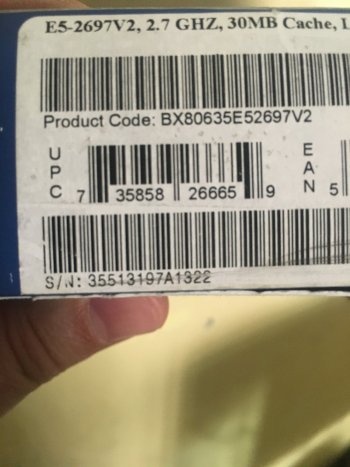 E5-2697V2, 2.7 GHZ, 30MB Cache,
Product Code: BX80635E52697V2
UPC 7 35858 26665 9 EAN 5
S/N: 35513197A1322